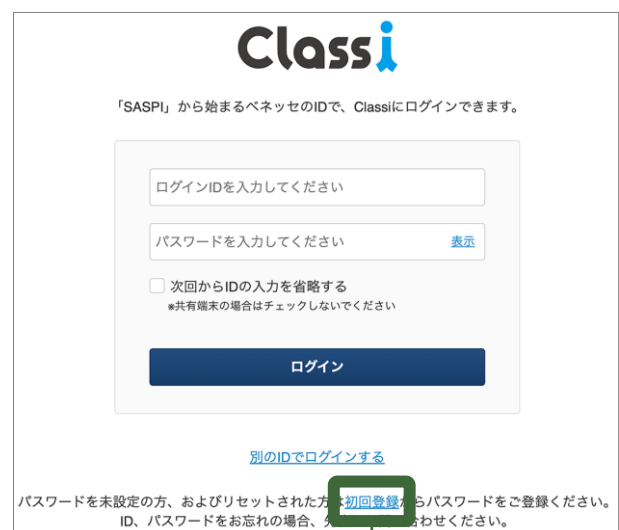 Classi
「SASPI」から始まるベネッセのIDで、Classiにログインできます。
ログインIDを入力してください
パスワードを入力してください 表示
次回からIDの入力を省略する
※共有端末の場合はチェックしないでください
ログイン
別のIDでログインする
パスワードを未設定の方、およびリセットされた方は初回登録からパスワードをご登録ください。
ID、パスワードをお忘れの場合、 合わせください。